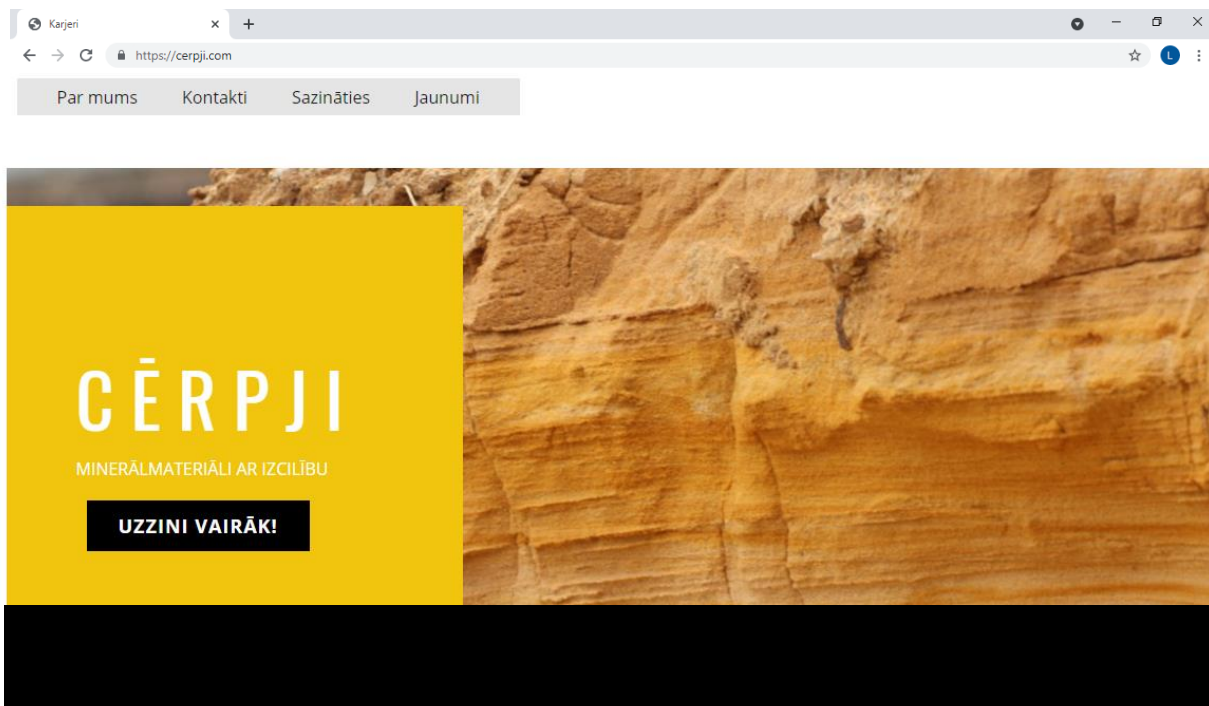 Karjeri
https://cerpji.com
L
Par mums Kontakti Sazināties Jaunumi
CĒRPJI
MINERĀLMATERIĀLI AR IZCILĪBU
UZZINI VAIRĀK!